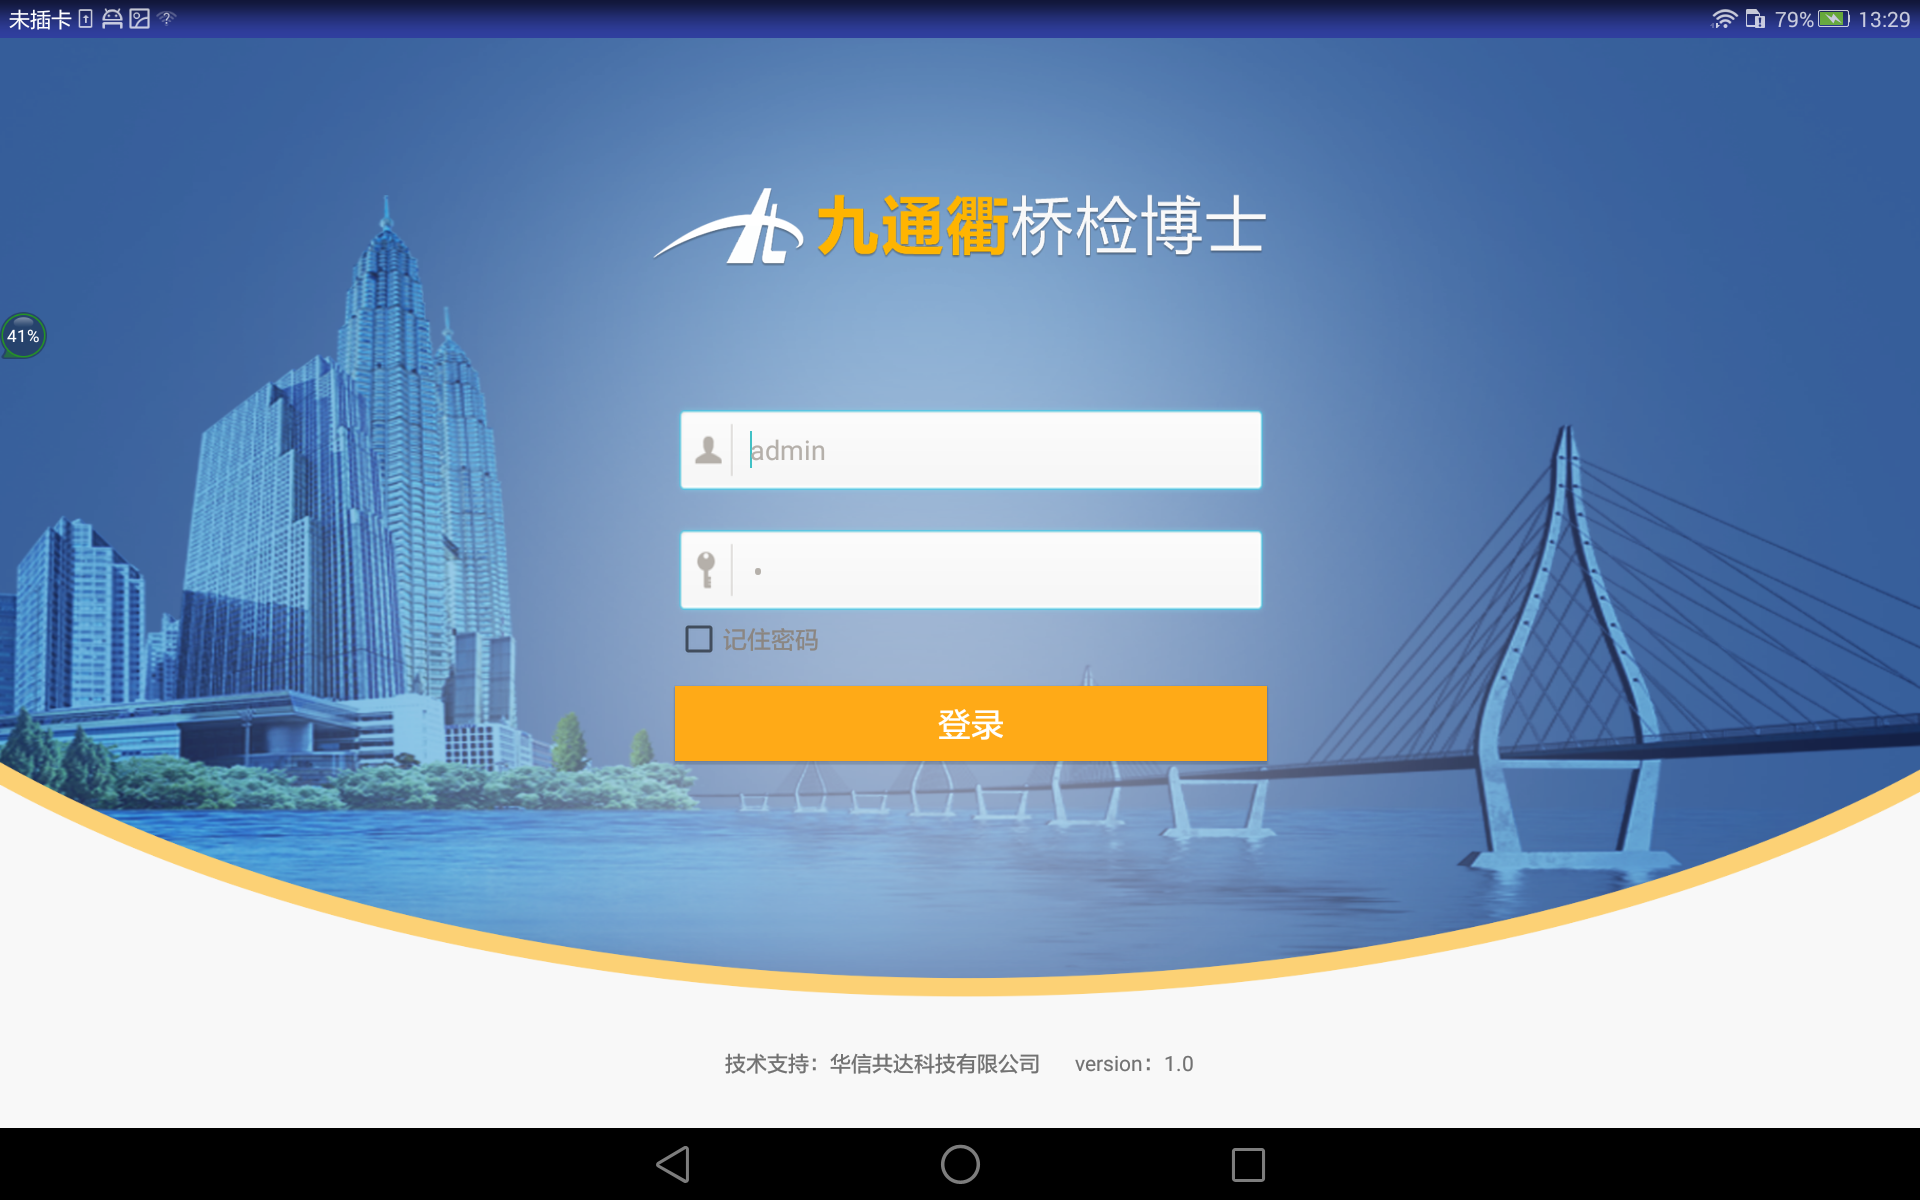 未插卡
79%
13:29
九通衢桥检博士
41%
admin
•
记住密码
登录
技术支持：华信共达科技有限公司 version：1.0